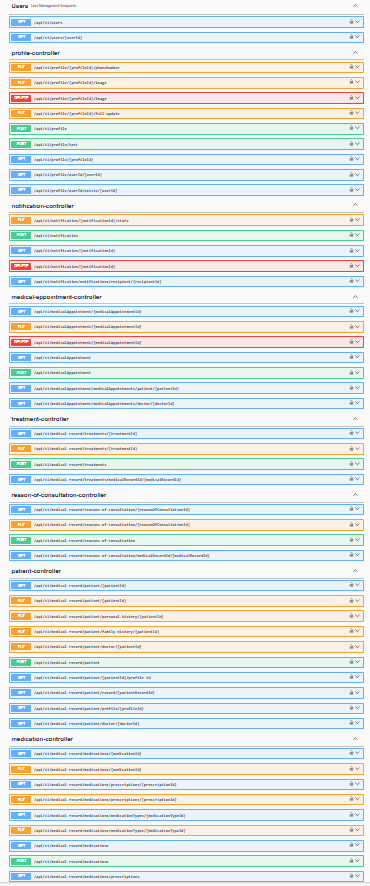 Users User Management Endpoints
GET /api/v1/users
GET /api/v1/users/{userId}
profile-controller
PUT /api/v1/profile/{profileId}/phoneNumber
PUT /api/v1/profile/{profileId}/image
DELETE /api/v1/profile/{profileId}/image
PUT /api/v1/profile/{profileId}/full-update
POST /api/v1/profile
POST /api/v1/profile/test
GET /api/v1/profile/{profileId}
GET /api/v1/profile/userId/{userId}
GET /api/v1/profile/userId/exists/{userId}
notification-controller
PUT /api/v1/notification/{notificationId}/state
POST /api/v1/notification
GET /api/v1/notification/{notificationId}
DELETE /api/v1/notification/{notificationId}
GET /api/v1/notification/notifications/recipient/{recipientId}
medical-appointment-controller
GET /api/v1/medicalAppointment/{medicalAppointmentId}
PUT /api/v1/medicalAppointment/{medicalAppointmentId}
DELETE /api/v1/medicalAppointment/{medicalAppointmentId}
GET /api/v1/medicalAppointment
POST /api/v1/medicalAppointment
GET /api/v1/medicalAppointment/medicalAppointments/patient/{patientId}
GET /api/v1/medicalAppointment/medicalAppointments/doctor/{doctorId}
treatment-controller
GET /api/v1/medical-record/treatments/{treatmentId}
PUT /api/v1/medical-record/treatments/{treatmentId}
POST /api/v1/medical-record/treatments
GET /api/v1/medical-record/treatments/medicalRecordId/{medicalRecordId}
reason-of-consultation-controller
GET /api/v1/medical-record/reasons-of-consultation/{reasonOfConsultationId}
PUT /api/v1/medical-record/reasons-of-consultation/{reasonOfConsultationId}
POST /api/v1/medical-record/reasons-of-consultation
GET /api/v1/medical-record/reasons-of-consultation/medicalRecordId/{medicalRecordId}
patient-controller
GET /api/v1/medical-record/patient/{patientId}
PUT /api/v1/medical-record/patient/{patientId}
PUT /api/v1/medical-record/patient/personal-history/{patientId}
PUT /api/v1/medical-record/patient/family-history/{patientId}
PUT /api/v1/medical-record/patient/doctor/{patientId}
POST /api/v1/medical-record/patient
GET /api/v1/medical-record/patient/{patientId}/profile-id
GET /api/v1/medical-record/patient/record/{patientRecordId}
GET /api/v1/medical-record/patient/profile/{profileId}
GET /api/v1/medical-record/patient/doctor/{doctorId}
medication-controller
GET /api/v1/medical-record/medications/{medicationId}
PUT /api/v1/medical-record/medications/{medicationId}
GET /api/v1/medical-record/medications/prescriptions/{prescriptionId}
PUT /api/v1/medical-record/medications/prescriptions/{prescriptionId}
GET /api/v1/medical-record/medications/medicationTypes/{medicationTypeId}
PUT /api/v1/medical-record/medications/medicationTypes/{medicationTypeId}
GET /api/v1/medical-record/medications
POST /api/v1/medical-record/medications
GET /api/v1/medical-record/medications/prescriptions